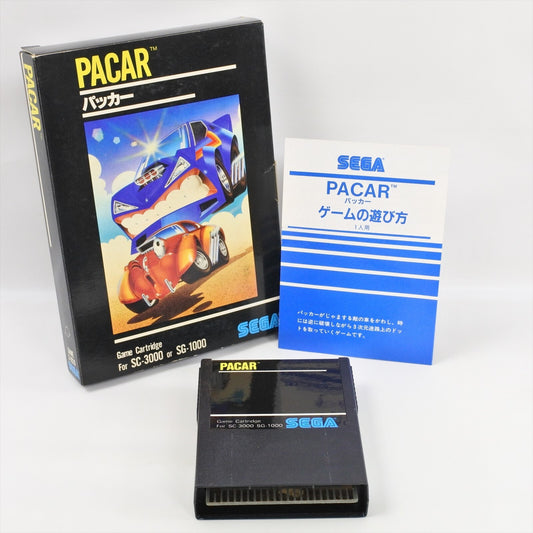 PACAR™
パッカー
PACAR
SEGA
Game Cartridge
For SC-3000 or SG-1000
SEGA
PACAR™
パッカー
ゲームの遊び方
1人用
パッカーがじゃまする敵の車をかわし、時
には逆に破壊しながら3次元迷路上のドッ
トを取っていくゲームです。
PACAR™
Game Cartridge
For SC 3000 SG-1000
SEGA